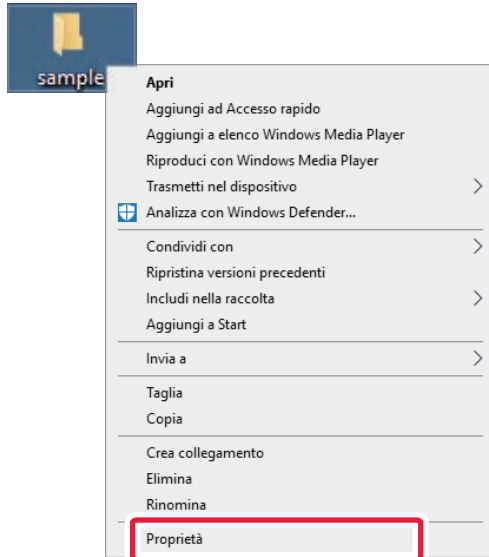 sample
Apri
Aggiungi ad Accesso rapido
Aggiungi a elenco Windows Media Player
Riproduci con Windows Media Player
Trasmetti nel dispositivo
Analizza con Windows Defender...
Condividi con
Ripristina versioni precedenti
Includi nella raccolta
Aggiungi a Start
Invia a
Taglia
Copia
Crea collegamento
Elimina
Rinomina
Proprietà